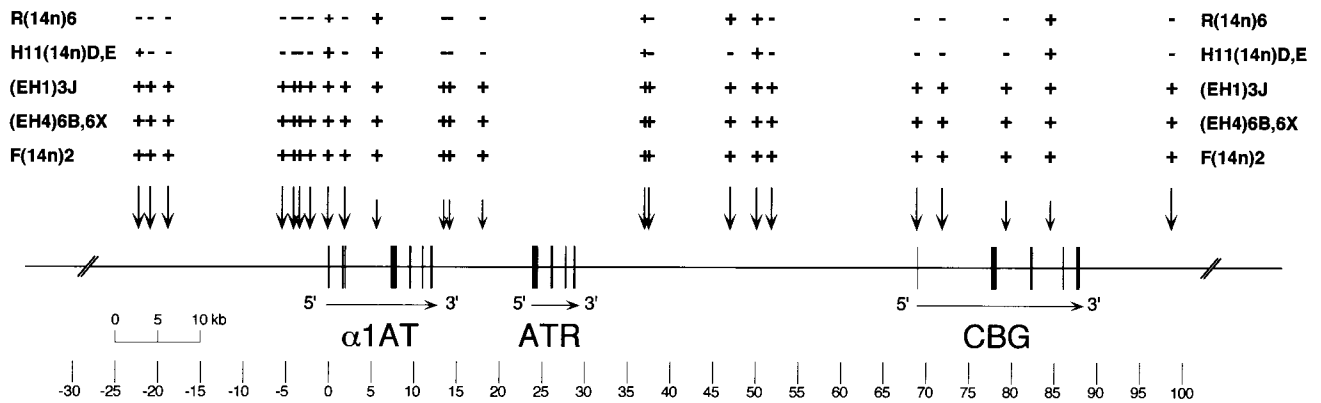 R(14n)6 - - - - - - - + - + - - - + - + + - - - - + - R(14n)6
H11(14n)D,E + - - - - - - + - + - - - + - - + - - - - + - H11(14n)D,E
(EH1)3J + + + + + + + + + + + + + + + + + + + + + + + (EH1)3J
(EH4)6B,6X + + + + + + + + + + + + + + + + + + + + + + + (EH4)6B,6X
F(14n)2 + + + + + + + + + + + + + + + + + + + + + + + F(14n)2
5' 3' 5' 3' 5' 3'
0 5 10 kb
α1AT ATR CBG
-30 -25 -20 -15 -10 -5 0 5 10 15 20 25 30 35 40 45 50 55 60 65 70 75 80 85 90 95 100